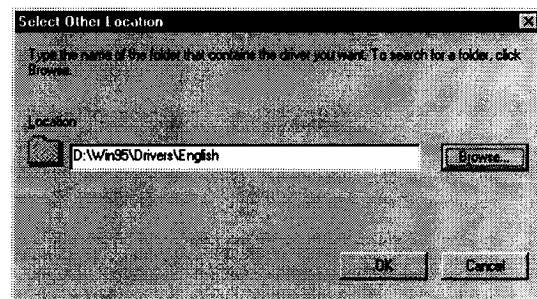 Select Other Location
Type the name of the folder that contains the driver you want. To search for a folder, click
Browse.
Location
D:\Win95\Drivers\English
Browse...
OK
Cancel